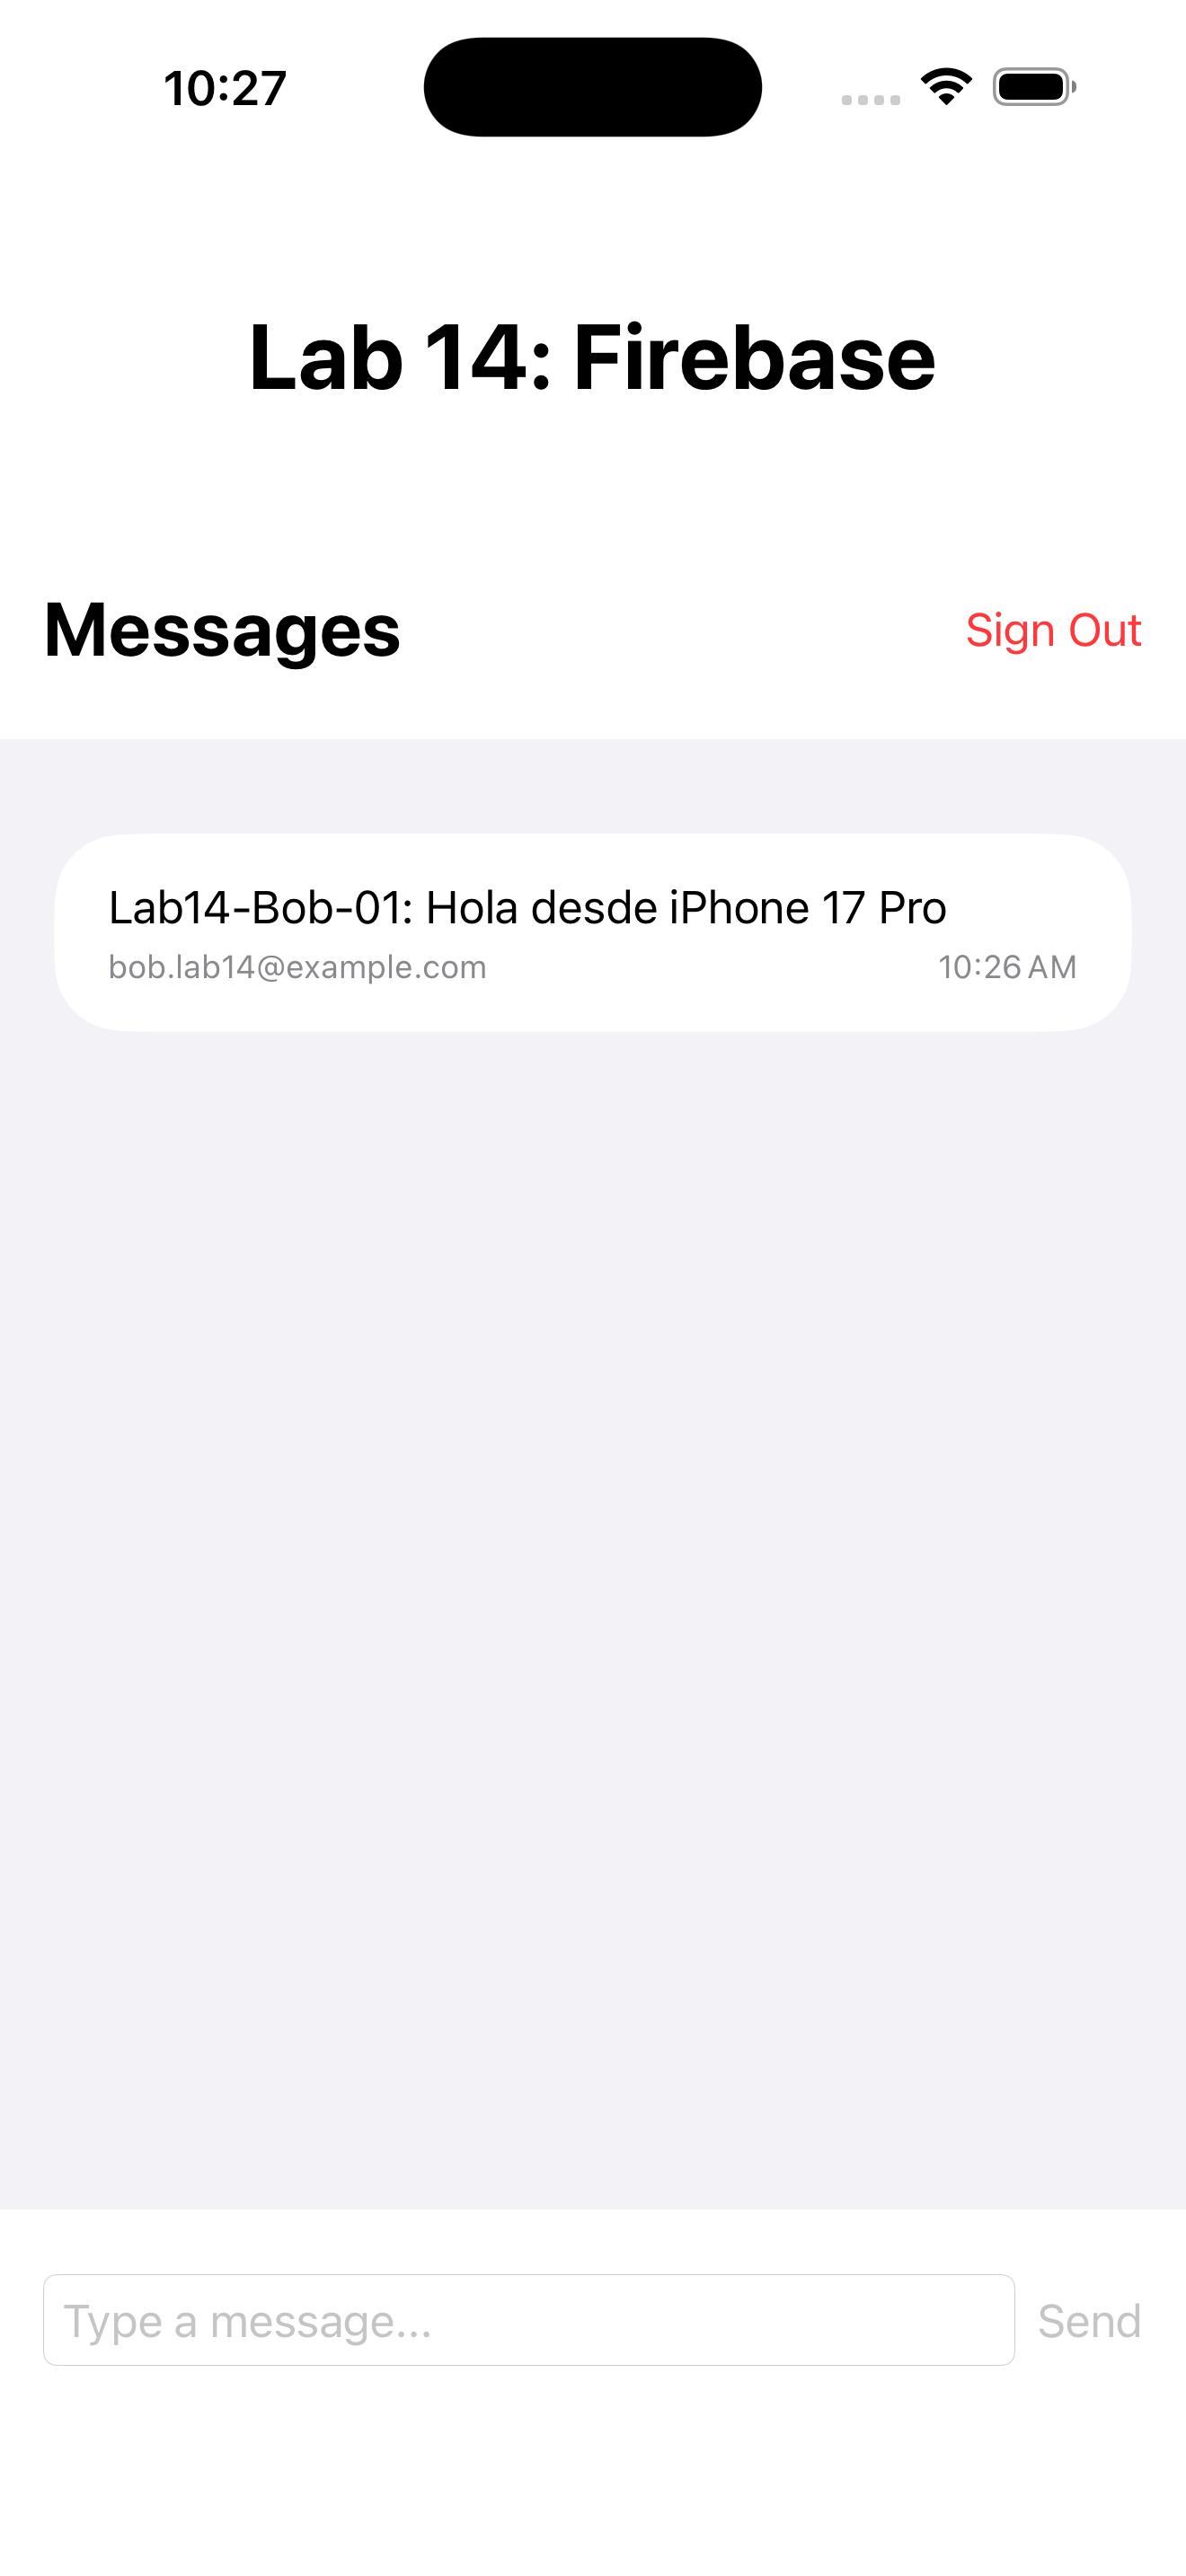 10:27
Lab 14: Firebase
Messages
Sign Out
Lab14-Bob-01: Hola desde iPhone 17 Pro
bob.lab14@example.com
10:26 AM
Type a message...
Send